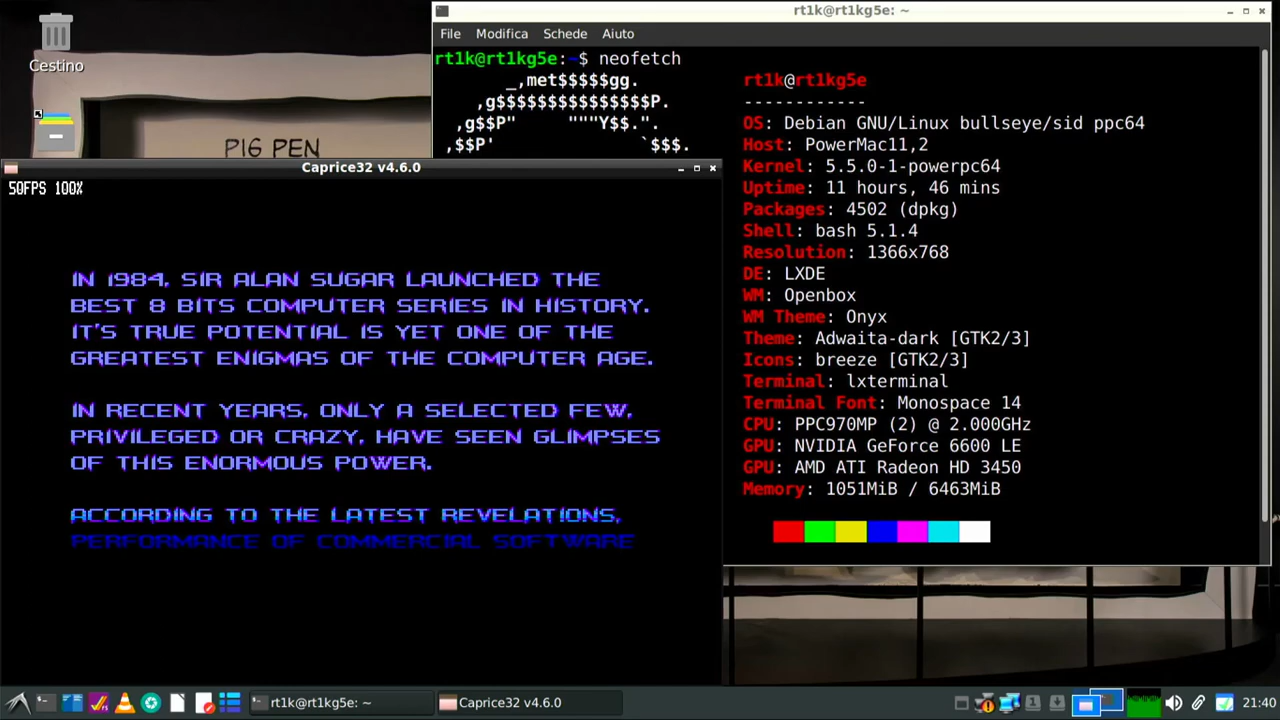 Cestino
PIG PEN
rt1k@rt1kg5e: ~
File Modifica Schede Aiuto
rt1k@rt1kg5e:~$ neofetch
_,met$$$$$gg.
,g$$$$$$$$$$$$$$$P.
,g$$P" """Y$$.".
,$$P' `$$$.
rt1k@rt1kg5e
------------
OS: Debian GNU/Linux bullseye/sid ppc64
Host: PowerMac11,2
Kernel: 5.5.0-1-powerpc64
Uptime: 11 hours, 46 mins
Packages: 4502 (dpkg)
Shell: bash 5.1.4
Resolution: 1366x768
DE: LXDE
WM: Openbox
WM Theme: Onyx
Theme: Adwaita-dark [GTK2/3]
Icons: breeze [GTK2/3]
Terminal: lxterminal
Terminal Font: Monospace 14
CPU: PPC970MP (2) @ 2.000GHz
GPU: NVIDIA GeForce 6600 LE
GPU: AMD ATI Radeon HD 3450
Memory: 1051MiB / 6463MiB
Caprice32 v4.6.0
50FPS 100%
IN 1984, SIR ALAN SUGAR LAUNCHED THE
BEST 8 BITS COMPUTER SERIES IN HISTORY.
IT'S TRUE POTENTIAL IS YET ONE OF THE
GREATEST ENIGMAS OF THE COMPUTER AGE.
IN RECENT YEARS, ONLY A SELECTED FEW,
PRIVILEGED OR CRAZY, HAVE SEEN GLIMPSES
OF THIS ENORMOUS POWER.
ACCORDING TO THE LATEST REVELATIONS,
PERFORMANCE OF COMMERCIAL SOFTWARE
rt1k@rt1kg5e: ~
Caprice32 v4.6.0
1
21:40